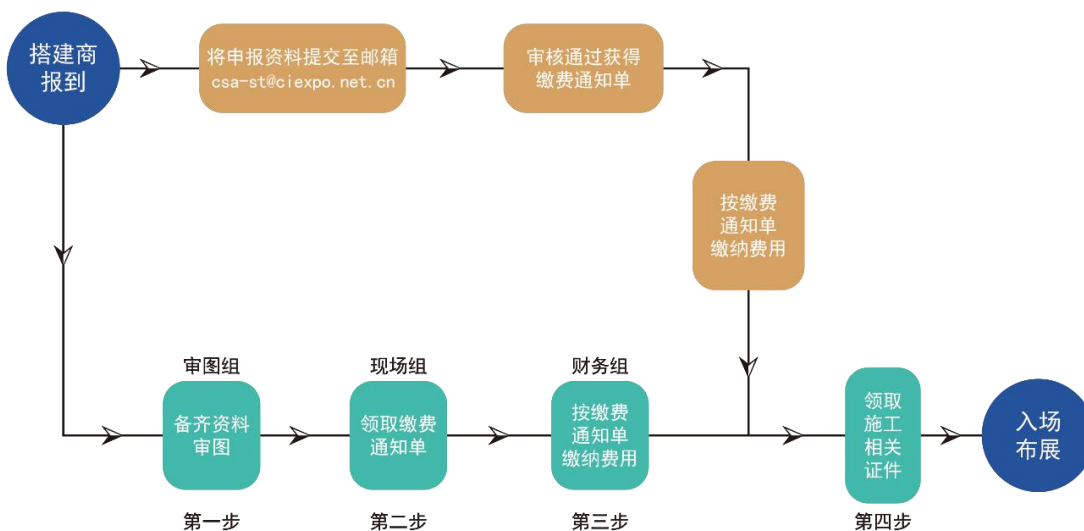 搭建商
报到
将申报资料提交至邮箱
csa-st@ciexpo.net.cn
审核通过获得
缴费通知单
按缴费
通知单
缴纳费用
审图组
备齐资料
审图
第一步
现场组
领取缴费
通知单
第二步
财务组
按缴费
通知单
缴纳费用
第三步
领取
施工
相关
证件
第四步
入场
布展